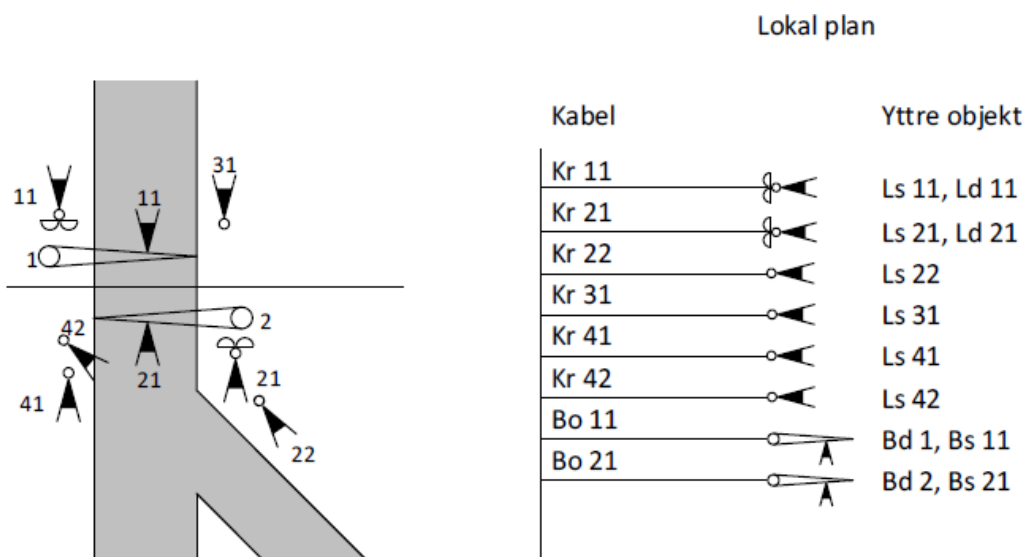 Lokal plan
Kabel
Yttre objekt
Kr 11
Ls 11, Ld 11
Kr 21
Ls 21, Ld 21
Kr 22
Ls 22
Kr 31
Ls 31
Kr 41
Ls 41
Kr 42
Ls 42
Bo 11
Bd 1, Bs 11
Bo 21
Bd 2, Bs 21
31
11
11
1
2
42
21
21
41
22